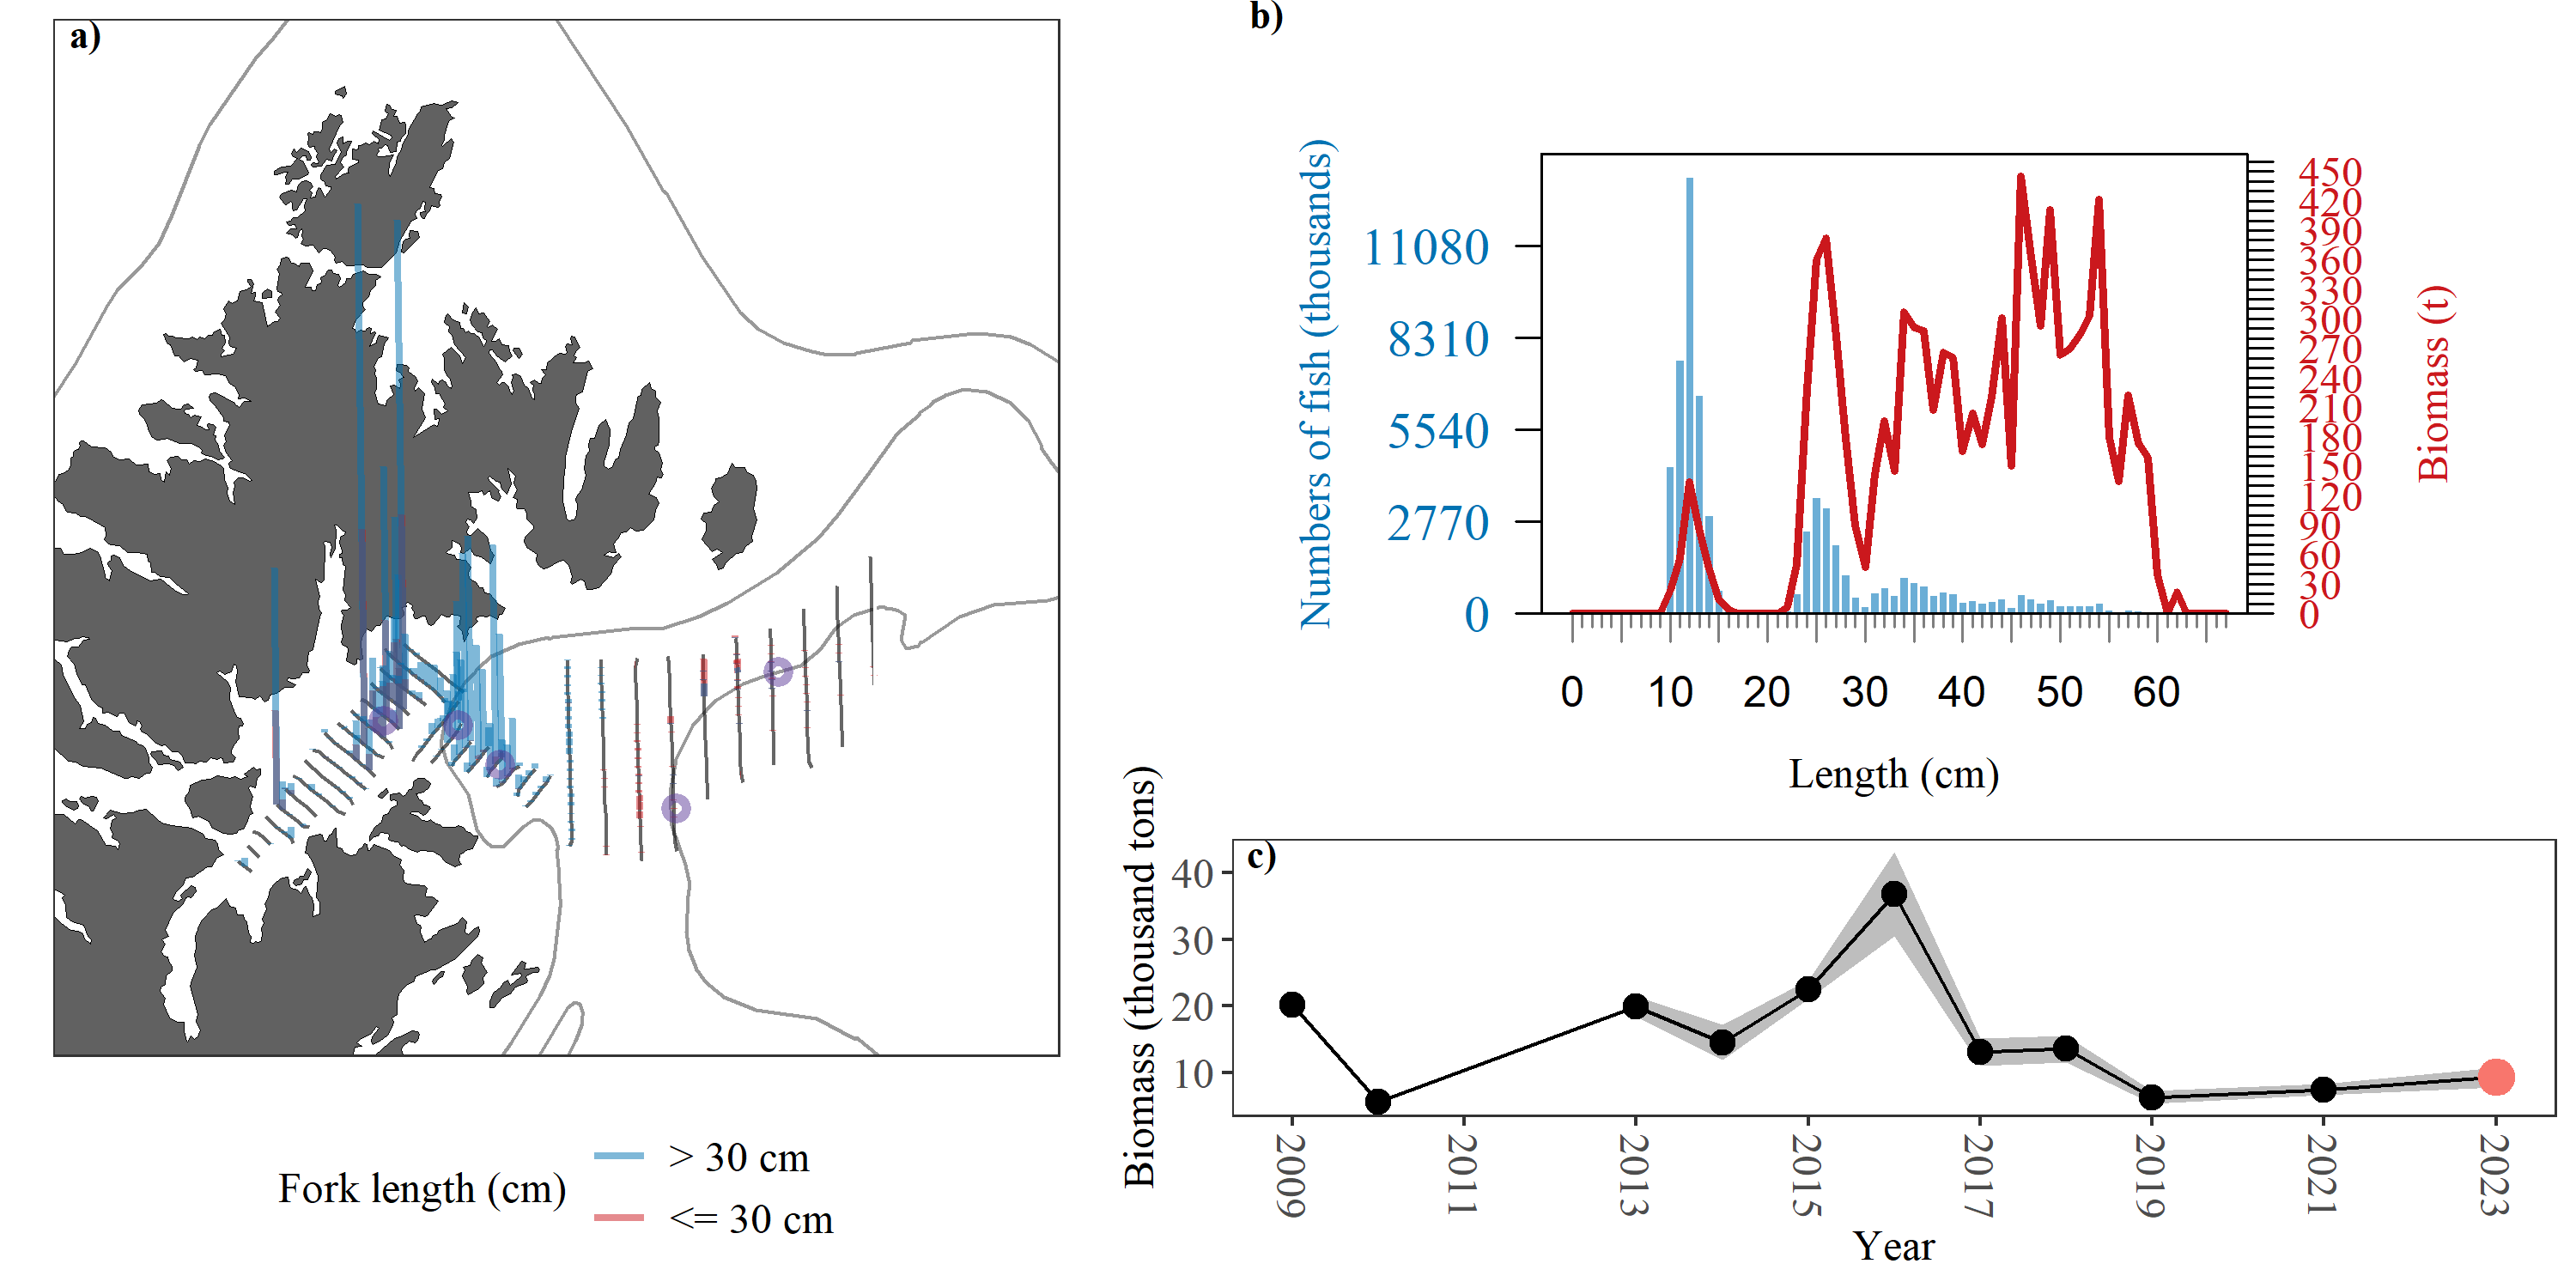 a)
Fork length (cm)
> 30 cm
<= 30 cm
b)
Numbers of fish (thousands)
11080
8310
5540
2770
0
450
420
390
360
330
300
270
240
210
180
150
120
90
60
30
0
Biomass (t)
0 10 20 30 40 50 60
Length (cm)
c)
Biomass (thousand tons)
40
30
20
10
2009 2011 2013 2015 2017 2019 2021 2023
Year